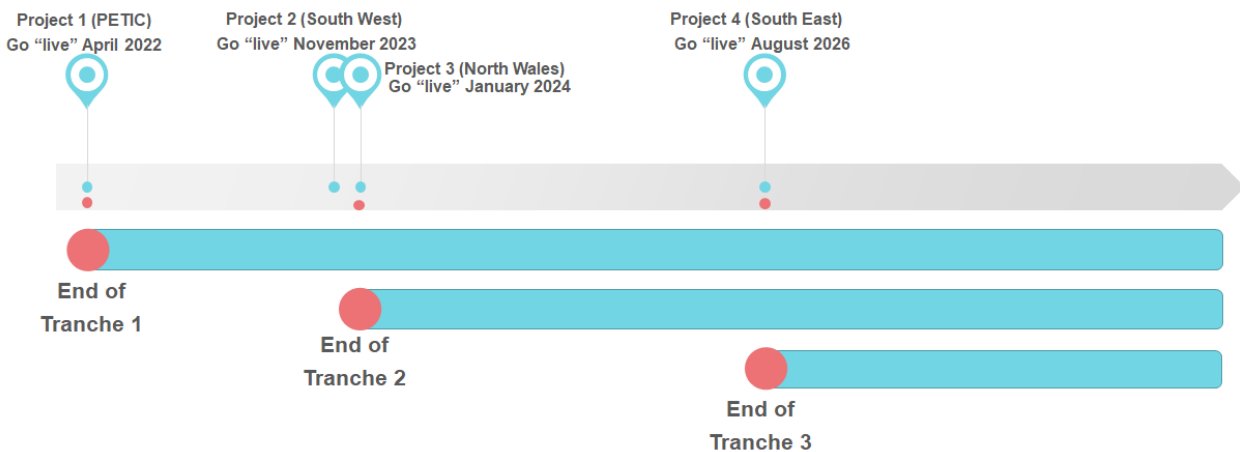 Project 1 (PETIC)
Go “live” April 2022
Project 2 (South West)
Go “live” November 2023
Project 3 (North Wales)
Go “live” January 2024
Project 4 (South East)
Go “live” August 2026
End of
Tranche 1
End of
Tranche 2
End of
Tranche 3